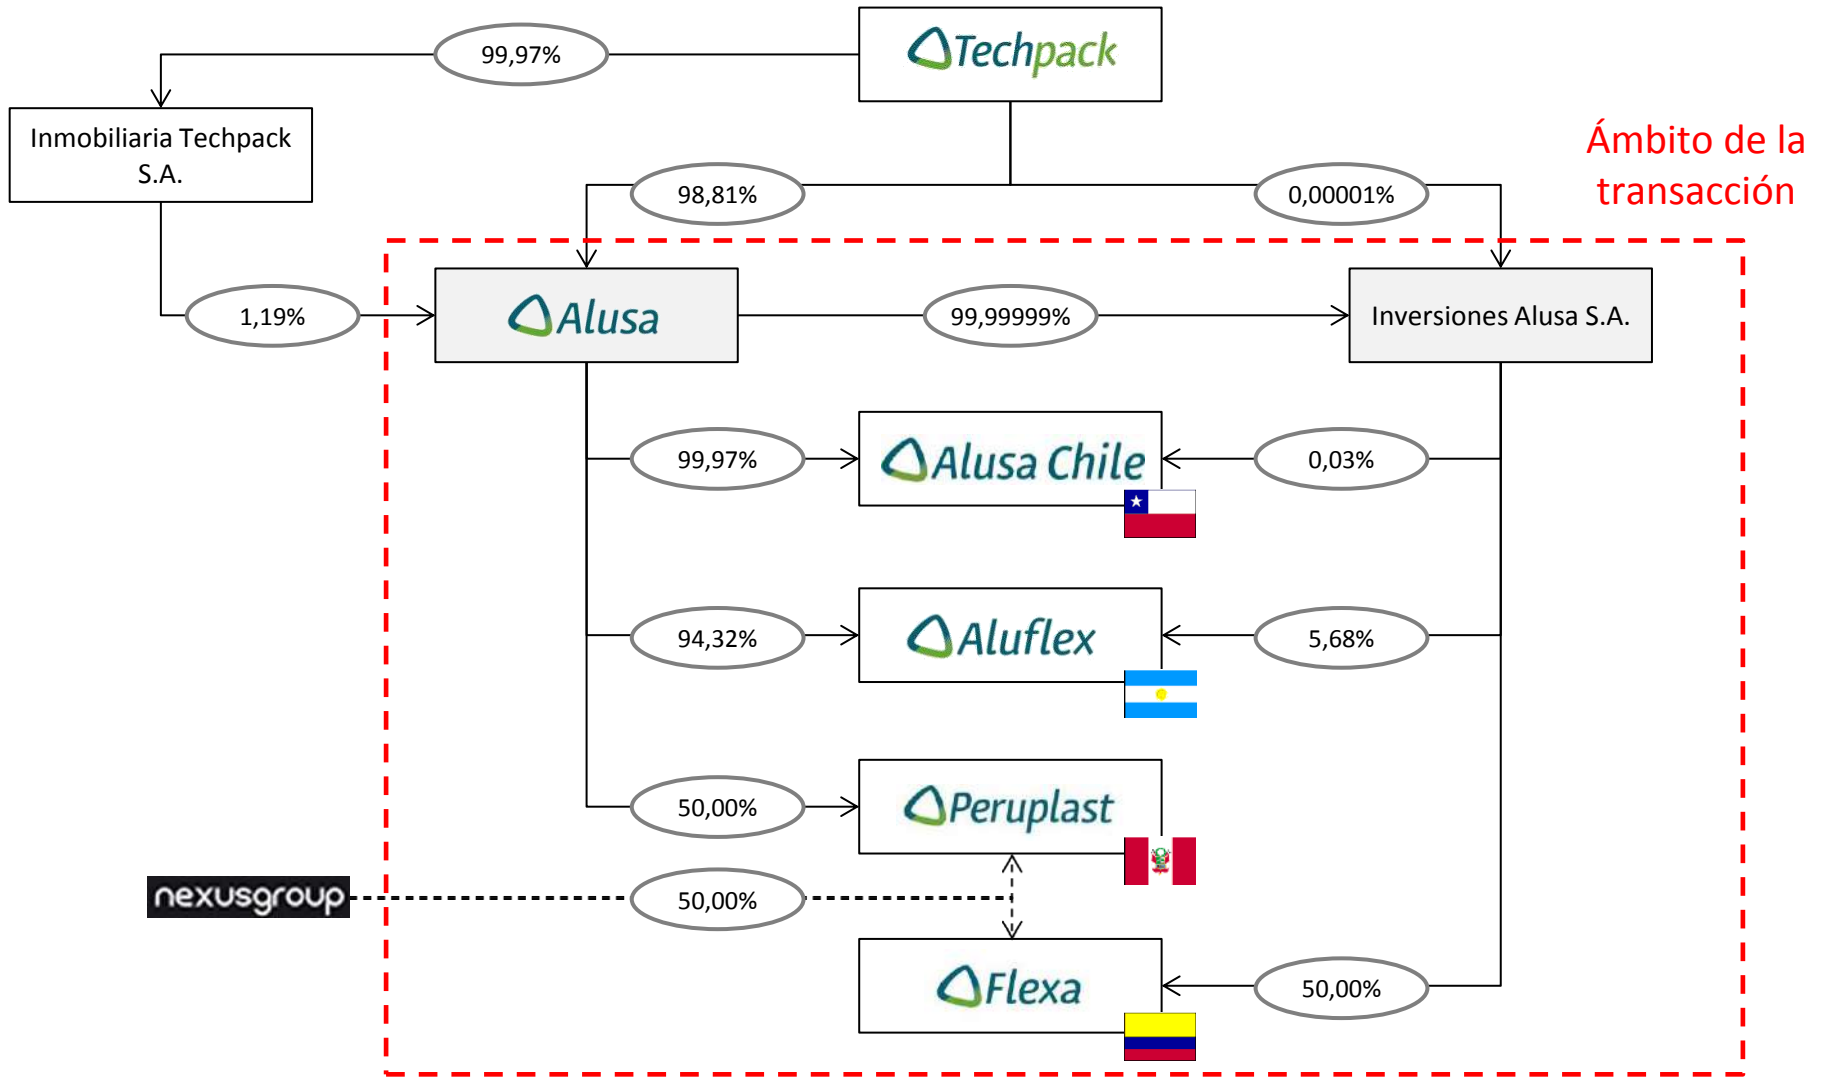 Techpack
99,97%
Inmobiliaria Techpack
S.A.
Ámbito de la
transacción
98,81%
0,00001%
1,19%
Alusa
99,99999%
Inversiones Alusa S.A.
99,97%
Alusa Chile
0,03%
94,32%
Aluflex
5,68%
50,00%
Peruplast
nexusgroup
50,00%
Flexa
50,00%